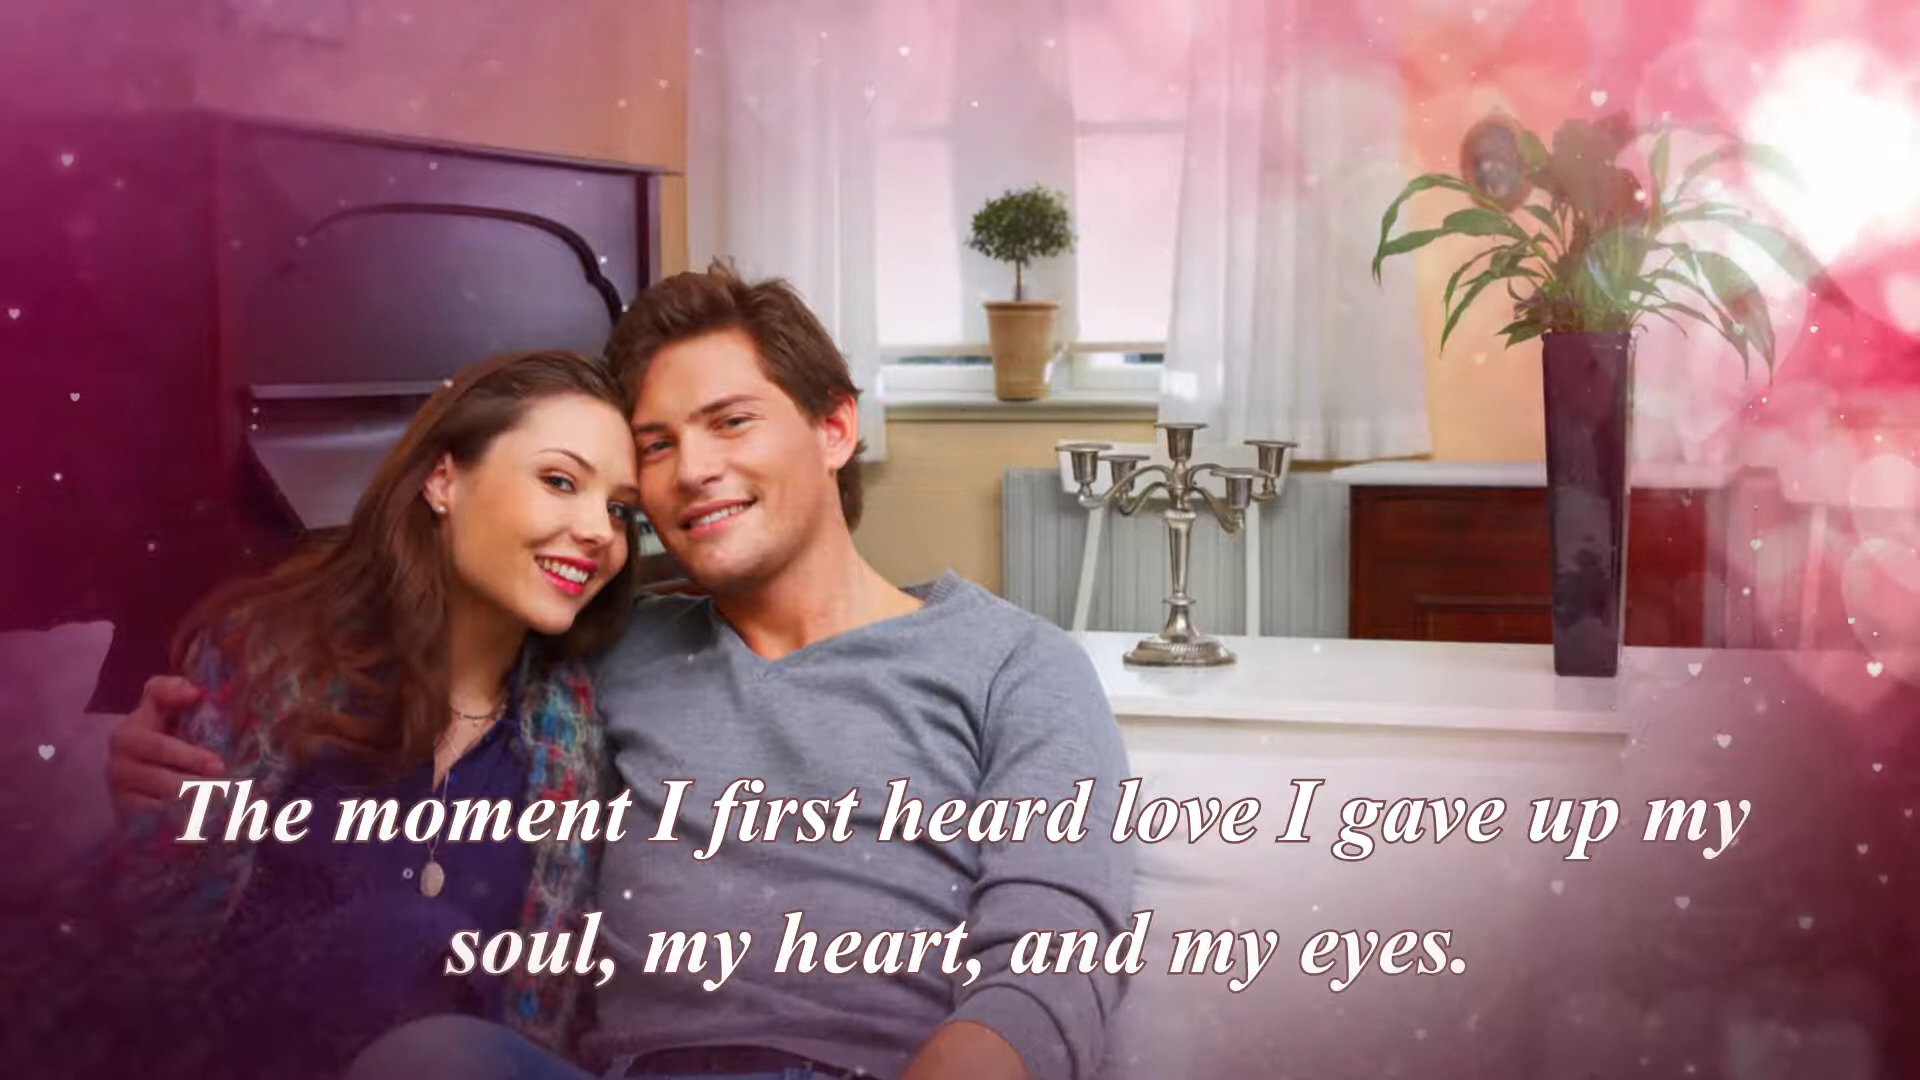 The moment I first heard love I gave up my
soul, my heart, and my eyes.